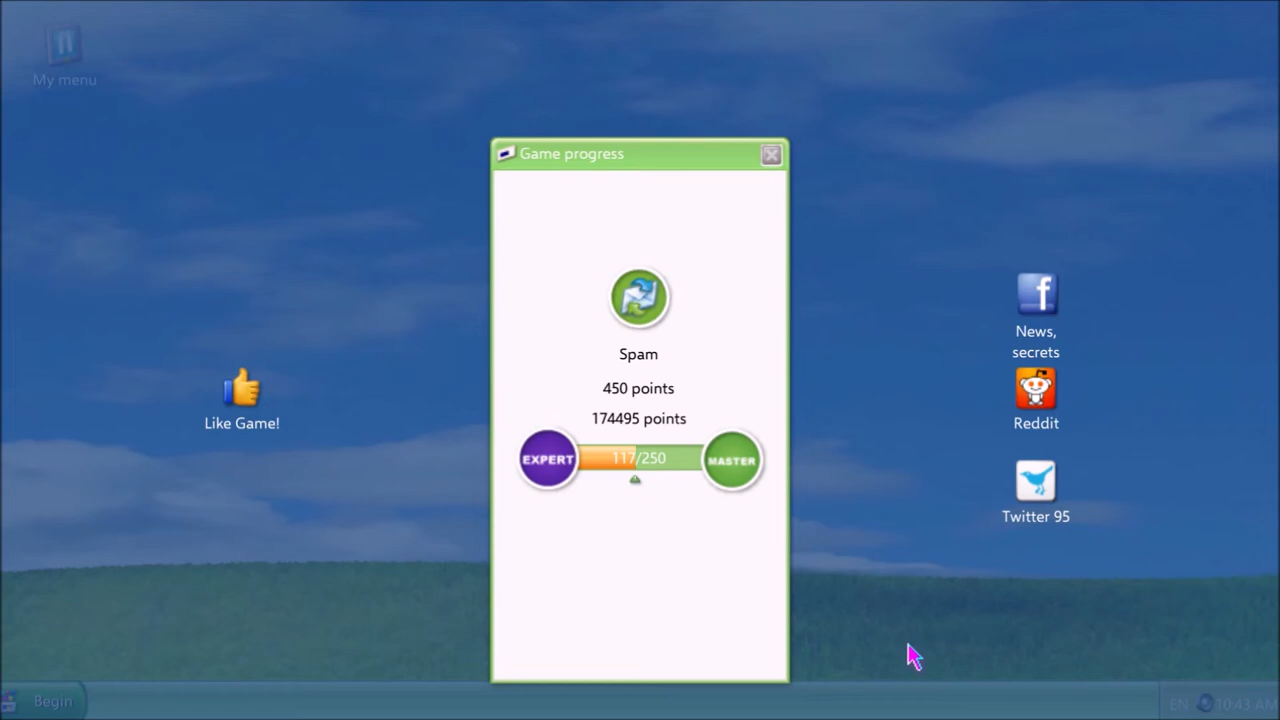 My menu
Game progress
Spam
450 points
174495 points
EXPERT
117/250
MASTER
Like Game!
News,
secrets
Reddit
Twitter 95
Begin
EN 10:43 AM